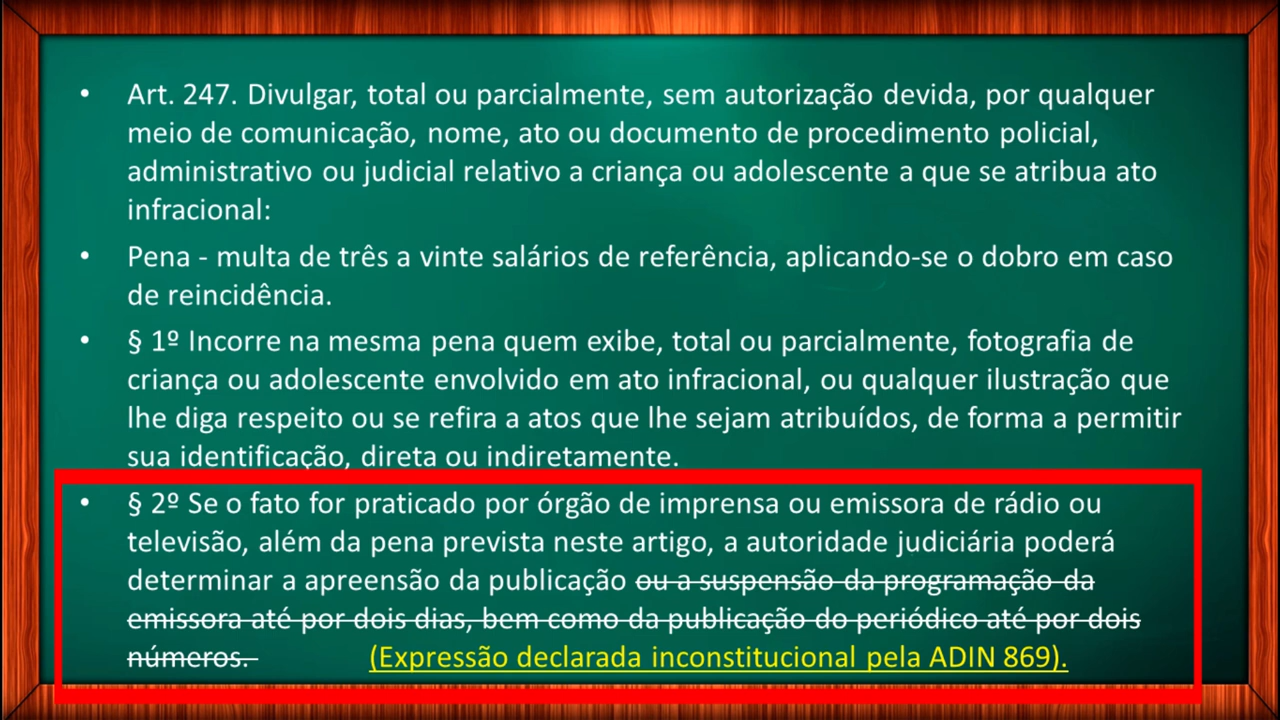 • Art. 247. Divulgar, total ou parcialmente, sem autorização devida, por qualquer
meio de comunicação, nome, ato ou documento de procedimento policial,
administrativo ou judicial relativo a criança ou adolescente a que se atribua ato
infracional:
• Pena - multa de três a vinte salários de referência, aplicando-se o dobro em caso
de reincidência.
• § 1º Incorre na mesma pena quem exibe, total ou parcialmente, fotografia de
criança ou adolescente envolvido em ato infracional, ou qualquer ilustração que
lhe diga respeito ou se refira a atos que lhe sejam atribuídos, de forma a permitir
sua identificação, direta ou indiretamente.
• § 2º Se o fato for praticado por órgão de imprensa ou emissora de rádio ou
televisão, além da pena prevista neste artigo, a autoridade judiciária poderá
determinar a apreensão da publicação ou a suspensão da programação da
emissora até por dois dias, bem como da publicação do periódico até por dois
números. (Expressão declarada inconstitucional pela ADIN 869).